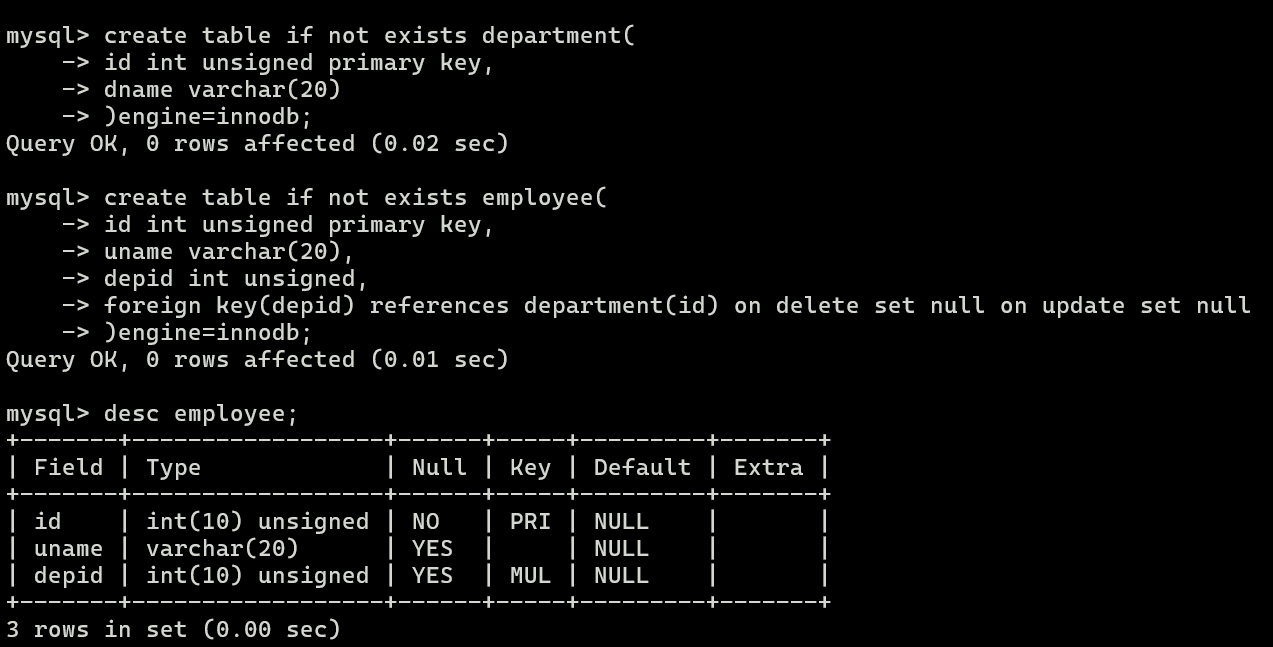 mysql> create table if not exists department(
    -> id int unsigned primary key,
    -> dname varchar(20)
    -> )engine=innodb;
Query OK, 0 rows affected (0.02 sec)

mysql> create table if not exists employee(
    -> id int unsigned primary key,
    -> uname varchar(20),
    -> depid int unsigned,
    -> foreign key(depid) references department(id) on delete set null on update set null
    -> )engine=innodb;
Query OK, 0 rows affected (0.01 sec)

mysql> desc employee;
+-------+------------------+------+-----+---------+-------+
| Field | Type             | Null | Key | Default | Extra |
+-------+------------------+------+-----+---------+-------+
| id    | int(10) unsigned | NO   | PRI | NULL    |       |
| uname | varchar(20)      | YES  |     | NULL    |       |
| depid | int(10) unsigned | YES  | MUL | NULL    |       |
+-------+------------------+------+-----+---------+-------+
3 rows in set (0.00 sec)